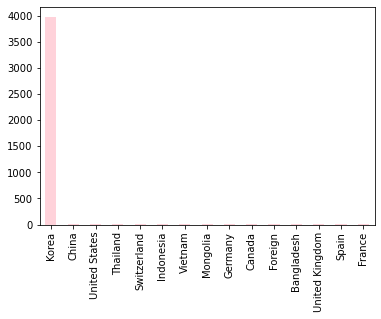 4000
3500
3000
2500
2000
1500
1000
500
0
Korea
China
United States
Thailand
Switzerland
Indonesia
Vietnam
Mongolia
Germany
Canada
Foreign
Bangladesh
United Kingdom
Spain
France